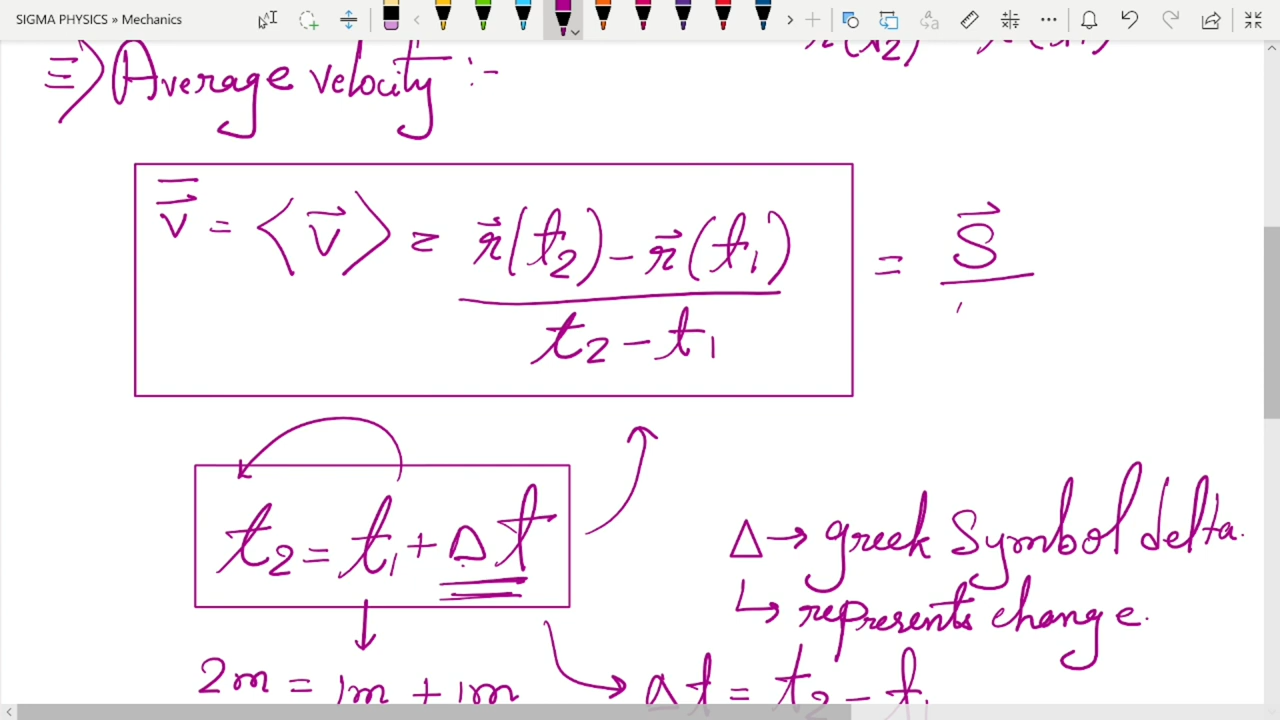 SIGMA PHYSICS » Mechanics
Ξ) Average velocity :-
v̄⃗ = ⟨v⃗⟩ = r⃗(t₂) – r⃗(t₁) / t₂ – t₁ = S⃗ /
t₂ = t₁ + Δt
Δ → greek Symbol delta.
↳ represents change.
2m = 1m + 1m
→ Δt = t₂ – t₁